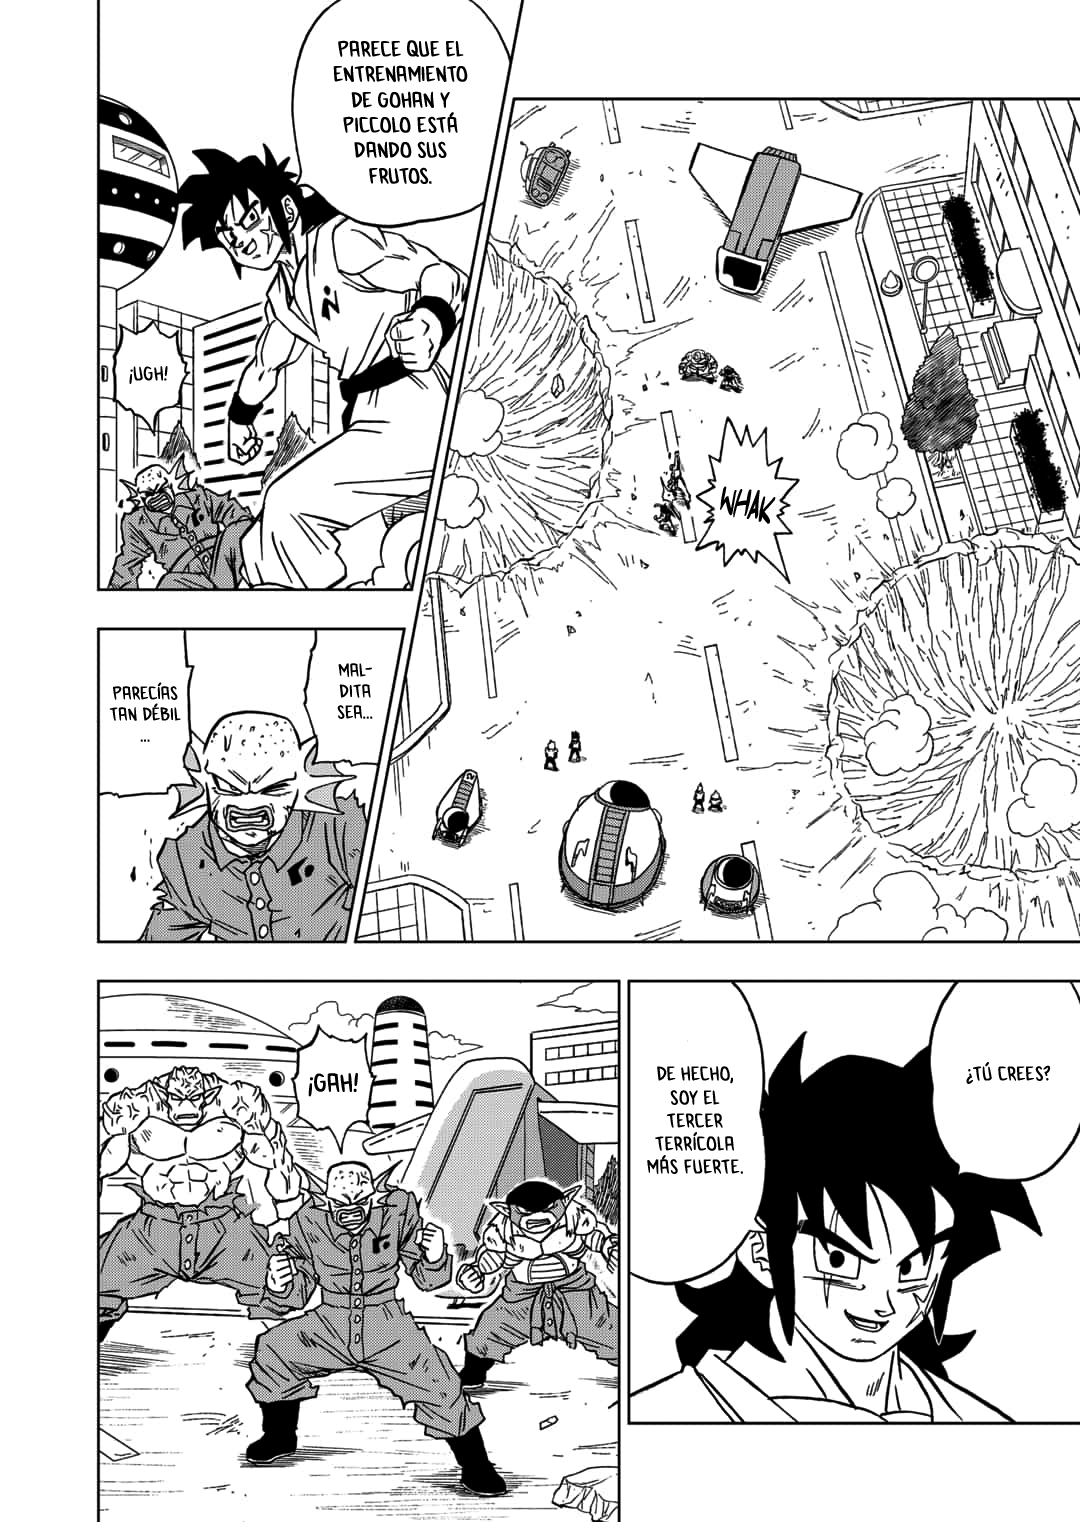 WHAK
PARECE QUE EL
ENTRENAMIENTO
DE GOHAN Y
PICCOLO ESTÁ
DANDO SUS
FRUTOS.
¡UGH!
MAL-
DITA
SEA...
PARECÍAS
TAN DÉBIL
...
¿TÚ CREES?
DE HECHO,
SOY EL
TERCER
TERRÍCOLA
MÁS FUERTE.
¡GAH!